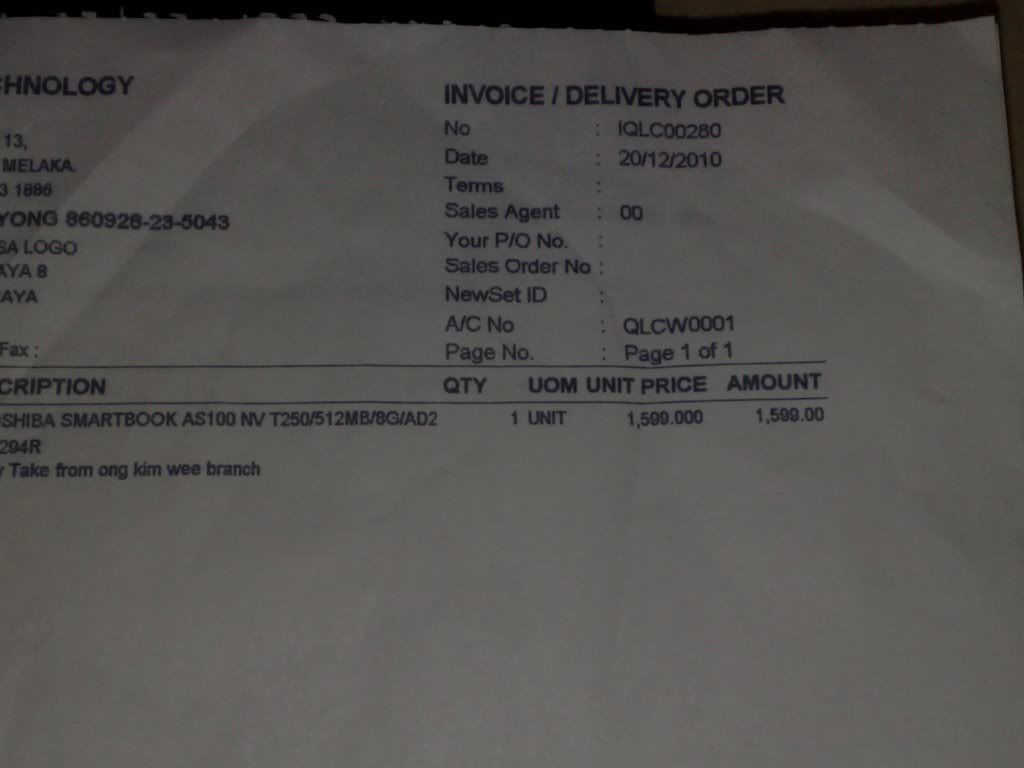 CHNOLOGY
13,
MELAKA.
3 1886
YONG 860928-23-5043
SA LOGO
AYA 8
AYA
Fax :
INVOICE / DELIVERY ORDER
No : IQLC00280
Date : 20/12/2010
Terms :
Sales Agent : 00
Your P/O No. :
Sales Order No :
NewSet ID :
A/C No : QLCW0001
Page No. : Page 1 of 1
CRIPTION QTY UOM UNIT PRICE AMOUNT
OSHIBA SMARTBOOK AS100 NV T250/512MB/8G/AD2 1 UNIT 1,599.000 1,599.00
294R
Take from ong kim wee branch